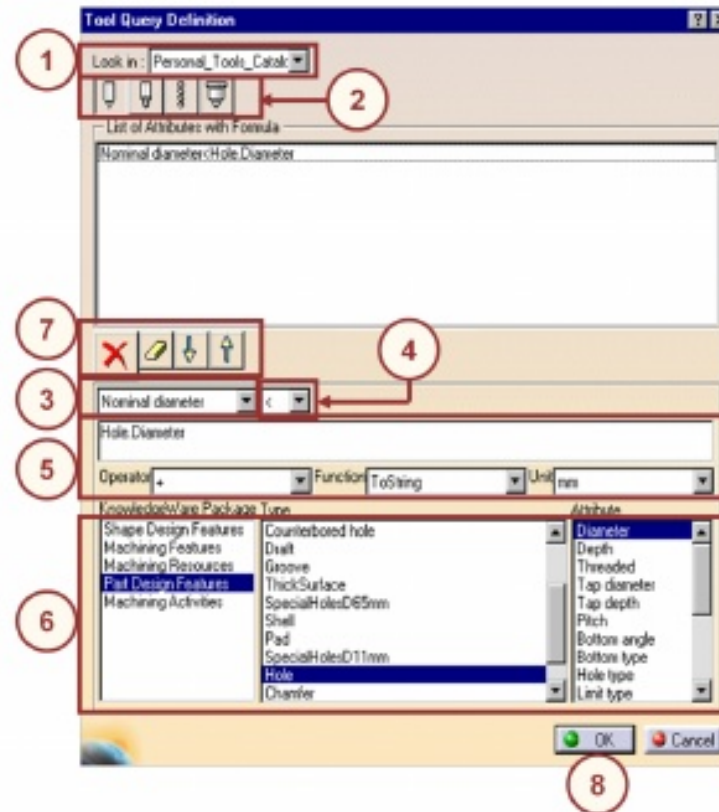 Tool Query Definition
1
Look in : Personal_Tools_Catalc
2
List of Attributes with Formula
Nominal diameter<Hole.Diameter
7
4
3
Nominal diameter <
Hole.Diameter
5
Operator + Function ToString Unit mm
KnowledgeWare Package Type Attribute
Shape Design Features Counterbored hole Diameter
Machining Features Draft Depth
Machining Resources Groove Threaded
Part Design Features ThickSurface Tap diameter
Machining Activities SpecialHolesD65mm Tap depth
6
Shell Pitch
Pad Bottom angle
SpecialHolesD11mm Bottom type
Hole Hole type
Chamfer Limit type
OK Cancel
8